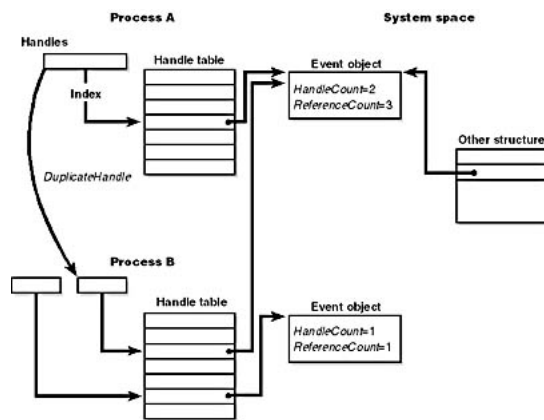 Process A
System space
Handles
Handle table
Event object
Index
HandleCount=2
ReferenceCount=3
Other structure
DuplicateHandle
Process B
Handle table
Event object
HandleCount=1
ReferenceCount=1